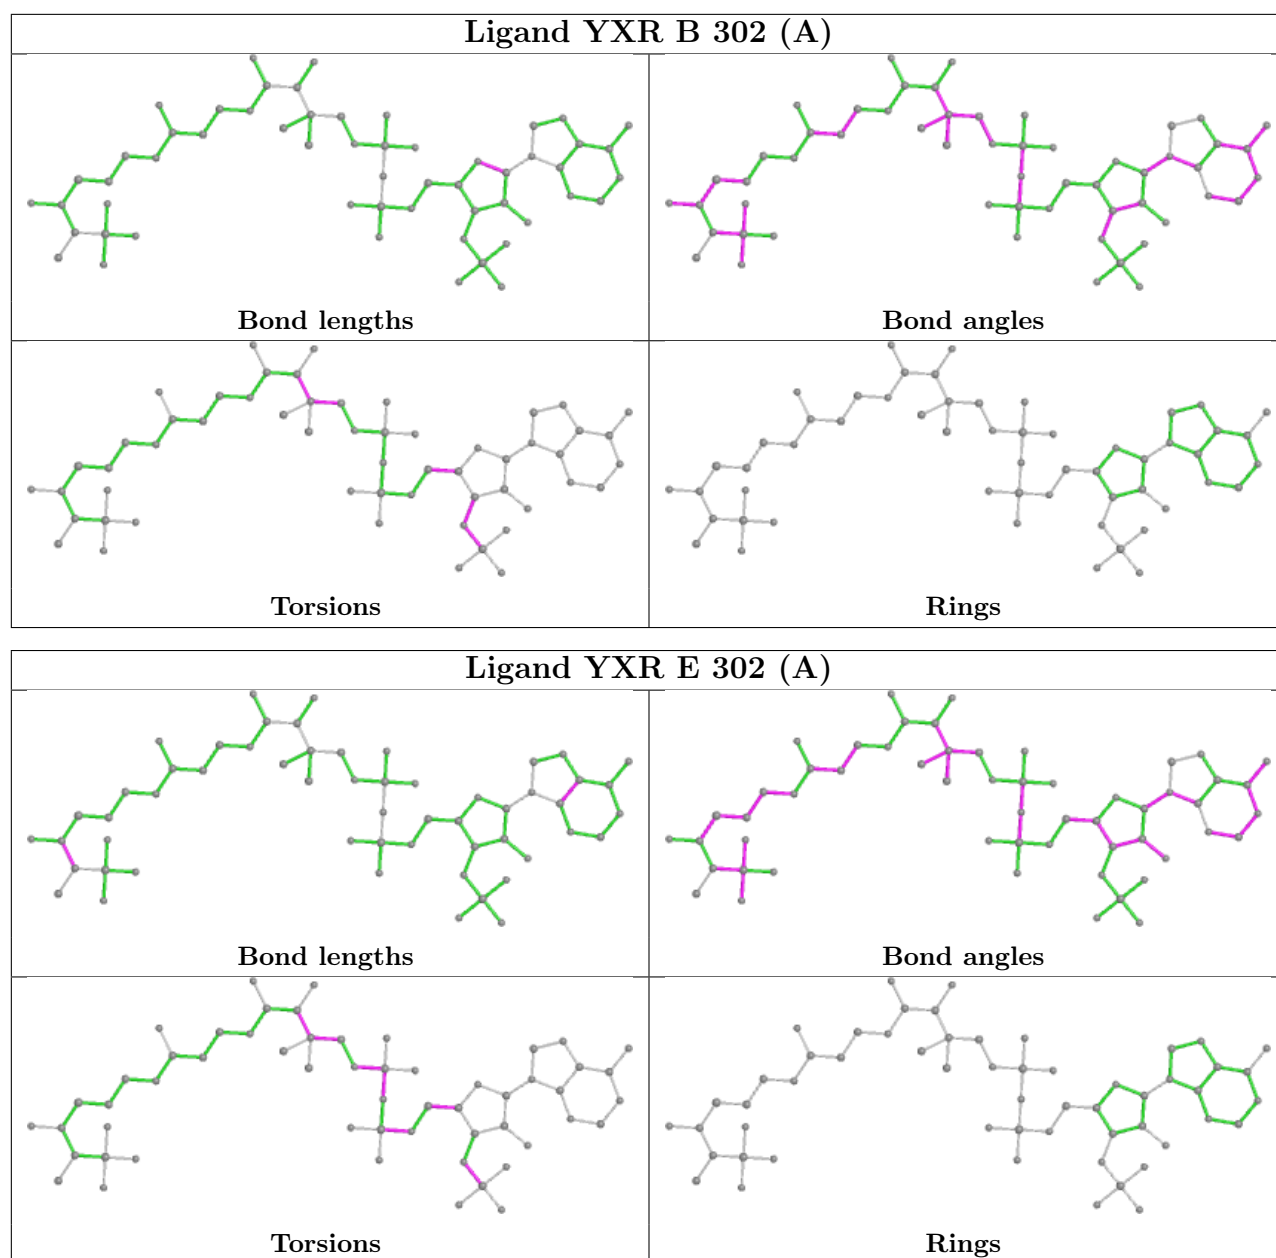 Ligand YXR B 302 (A)
Bond lengths
Bond angles
Torsions
Rings
Ligand YXR E 302 (A)
Bond lengths
Bond angles
Torsions
Rings